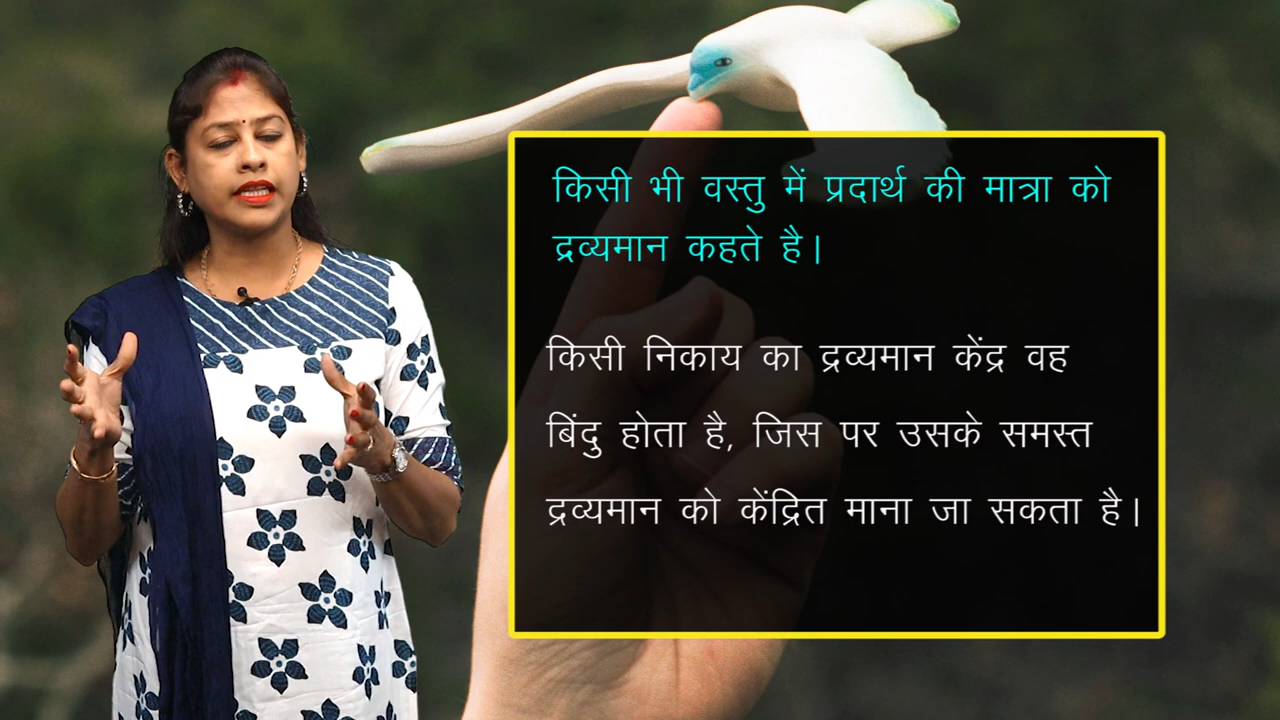 किसी भी वस्तु में प्रदार्थ की मात्रा को
द्रव्यमान कहते है।
किसी निकाय का द्रव्यमान केंद्र वह
बिंदु होता है, जिस पर उसके समस्त
द्रव्यमान को केंद्रित माना जा सकता है।